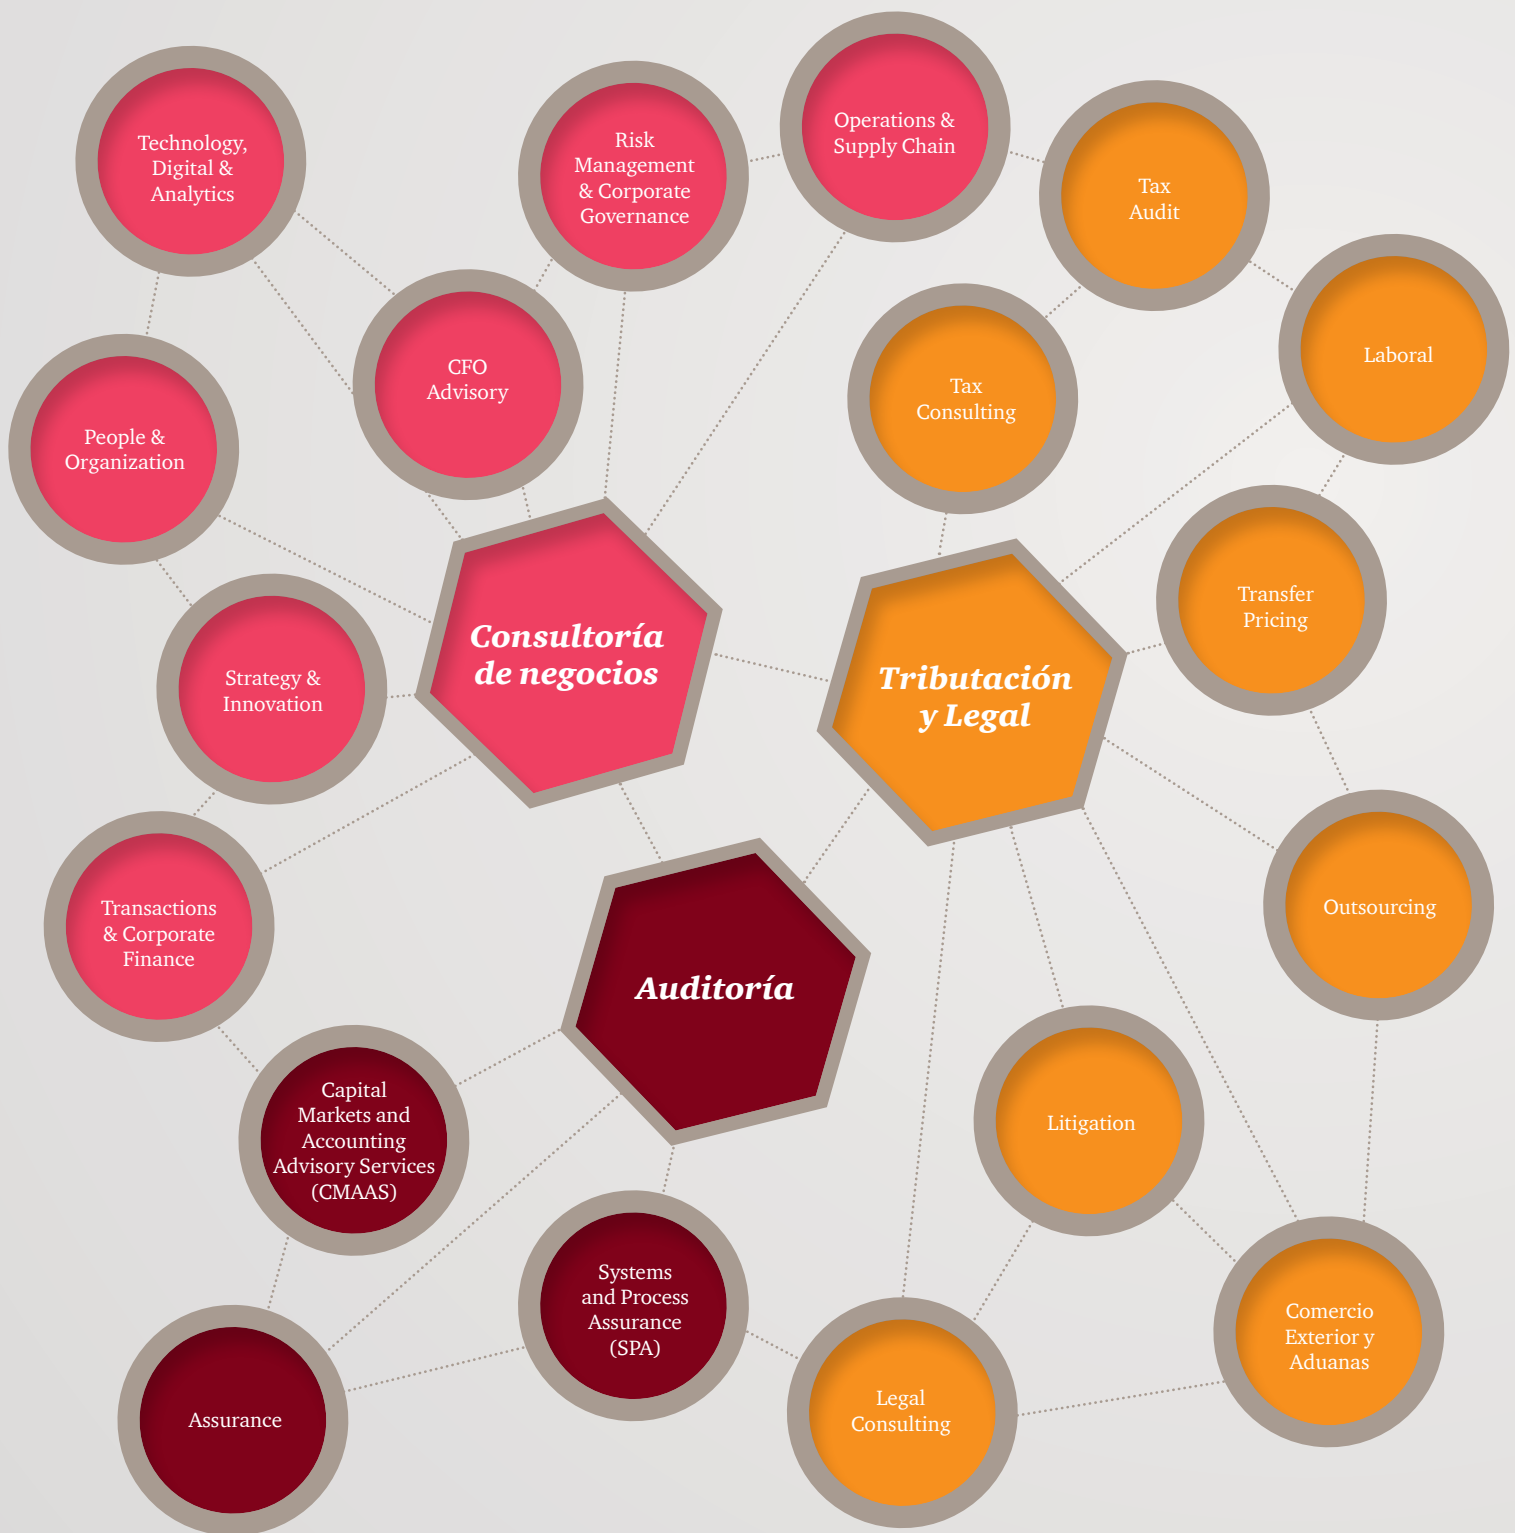 Technology,
Digital &
Analytics
Risk
Management
& Corporate
Governance
Operations &
Supply Chain
Tax
Audit
CFO
Advisory
Laboral
Tax
Consulting
People &
Organization
Transfer
Pricing
Strategy &
Innovation
Consultoría
de negocios
Tributación
y Legal
Transactions
& Corporate
Finance
Outsourcing
Auditoría
Capital
Markets and
Accounting
Advisory Services
(CMAAS)
Litigation
Systems
and Process
Assurance
(SPA)
Comercio
Exterior y
Aduanas
Assurance
Legal
Consulting